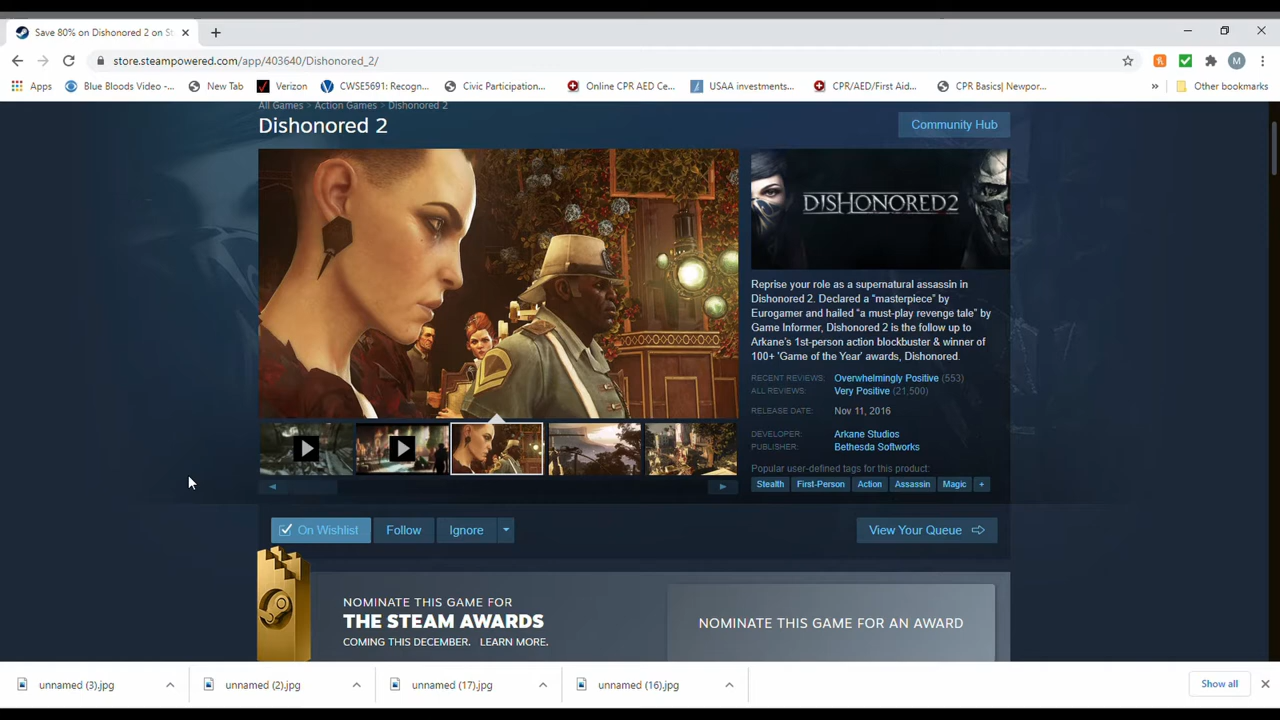 Save 80% on Dishonored 2 on St
store.steampowered.com/app/403640/Dishonored_2/
M
Apps
Blue Bloods Video -...
New Tab
Verizon
CWSE5691: Recogn...
Civic Participation...
Online CPR AED Ce...
USAA investments...
CPR/AED/First Aid...
CPR Basics| Newpor...
»
Other bookmarks
All Games > Action Games > Dishonored 2
Dishonored 2
Community Hub
DISHONORED2
Reprise your role as a supernatural assassin in
Dishonored 2. Declared a “masterpiece” by
Eurogamer and hailed “a must-play revenge tale” by
Game Informer, Dishonored 2 is the follow up to
Arkane’s 1st-person action blockbuster & winner of
100+ 'Game of the Year' awards, Dishonored.
RECENT REVIEWS: Overwhelmingly Positive (553)
ALL REVIEWS: Very Positive (21,500)
RELEASE DATE: Nov 11, 2016
DEVELOPER: Arkane Studios
PUBLISHER: Bethesda Softworks
Popular user-defined tags for this product:
Stealth First-Person Action Assassin Magic +
On Wishlist
Follow
Ignore
View Your Queue
NOMINATE THIS GAME FOR
THE STEAM AWARDS
COMING THIS DECEMBER. LEARN MORE.
NOMINATE THIS GAME FOR AN AWARD
unnamed (3).jpg
unnamed (2).jpg
unnamed (17).jpg
unnamed (16).jpg
Show all